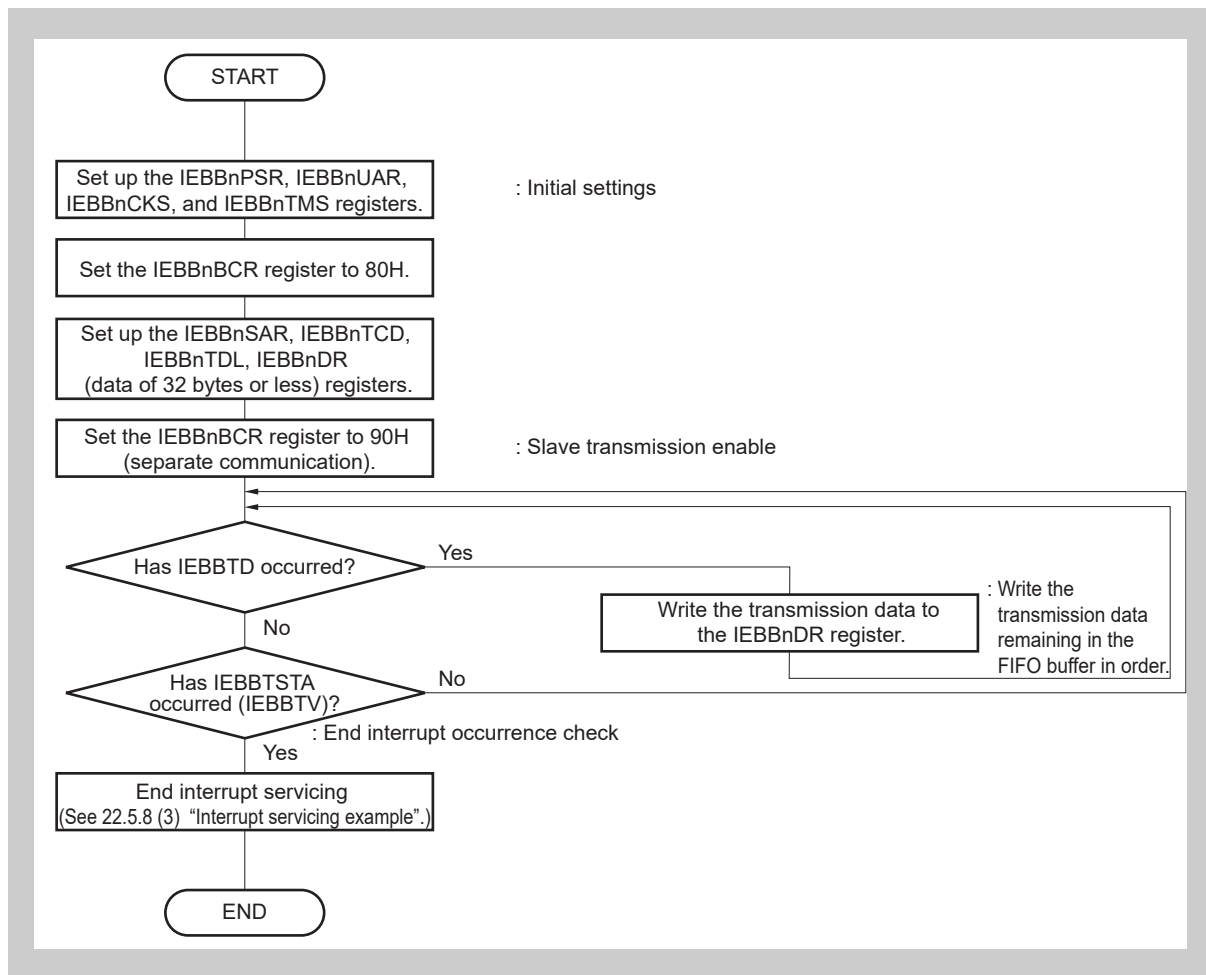 START
Set up the IEBBnPSR, IEBBnUAR,
IEBBnCKS, and IEBBnTMS registers.
: Initial settings
Set the IEBBnBCR register to 80H.
Set up the IEBBnSAR, IEBBnTCD,
IEBBnTDL, IEBBnDR
(data of 32 bytes or less) registers.
Set the IEBBnBCR register to 90H
(separate communication).
: Slave transmission enable
Has IEBBTD occurred?
Yes
Write the transmission data to
the IEBBnDR register.
: Write the
transmission data
remaining in the
FIFO buffer in order.
No
Has IEBBTSTA
occurred (IEBBTV)?
No
: End interrupt occurrence check
Yes
End interrupt servicing
(See 22.5.8 (3) “Interrupt servicing example”.)
END